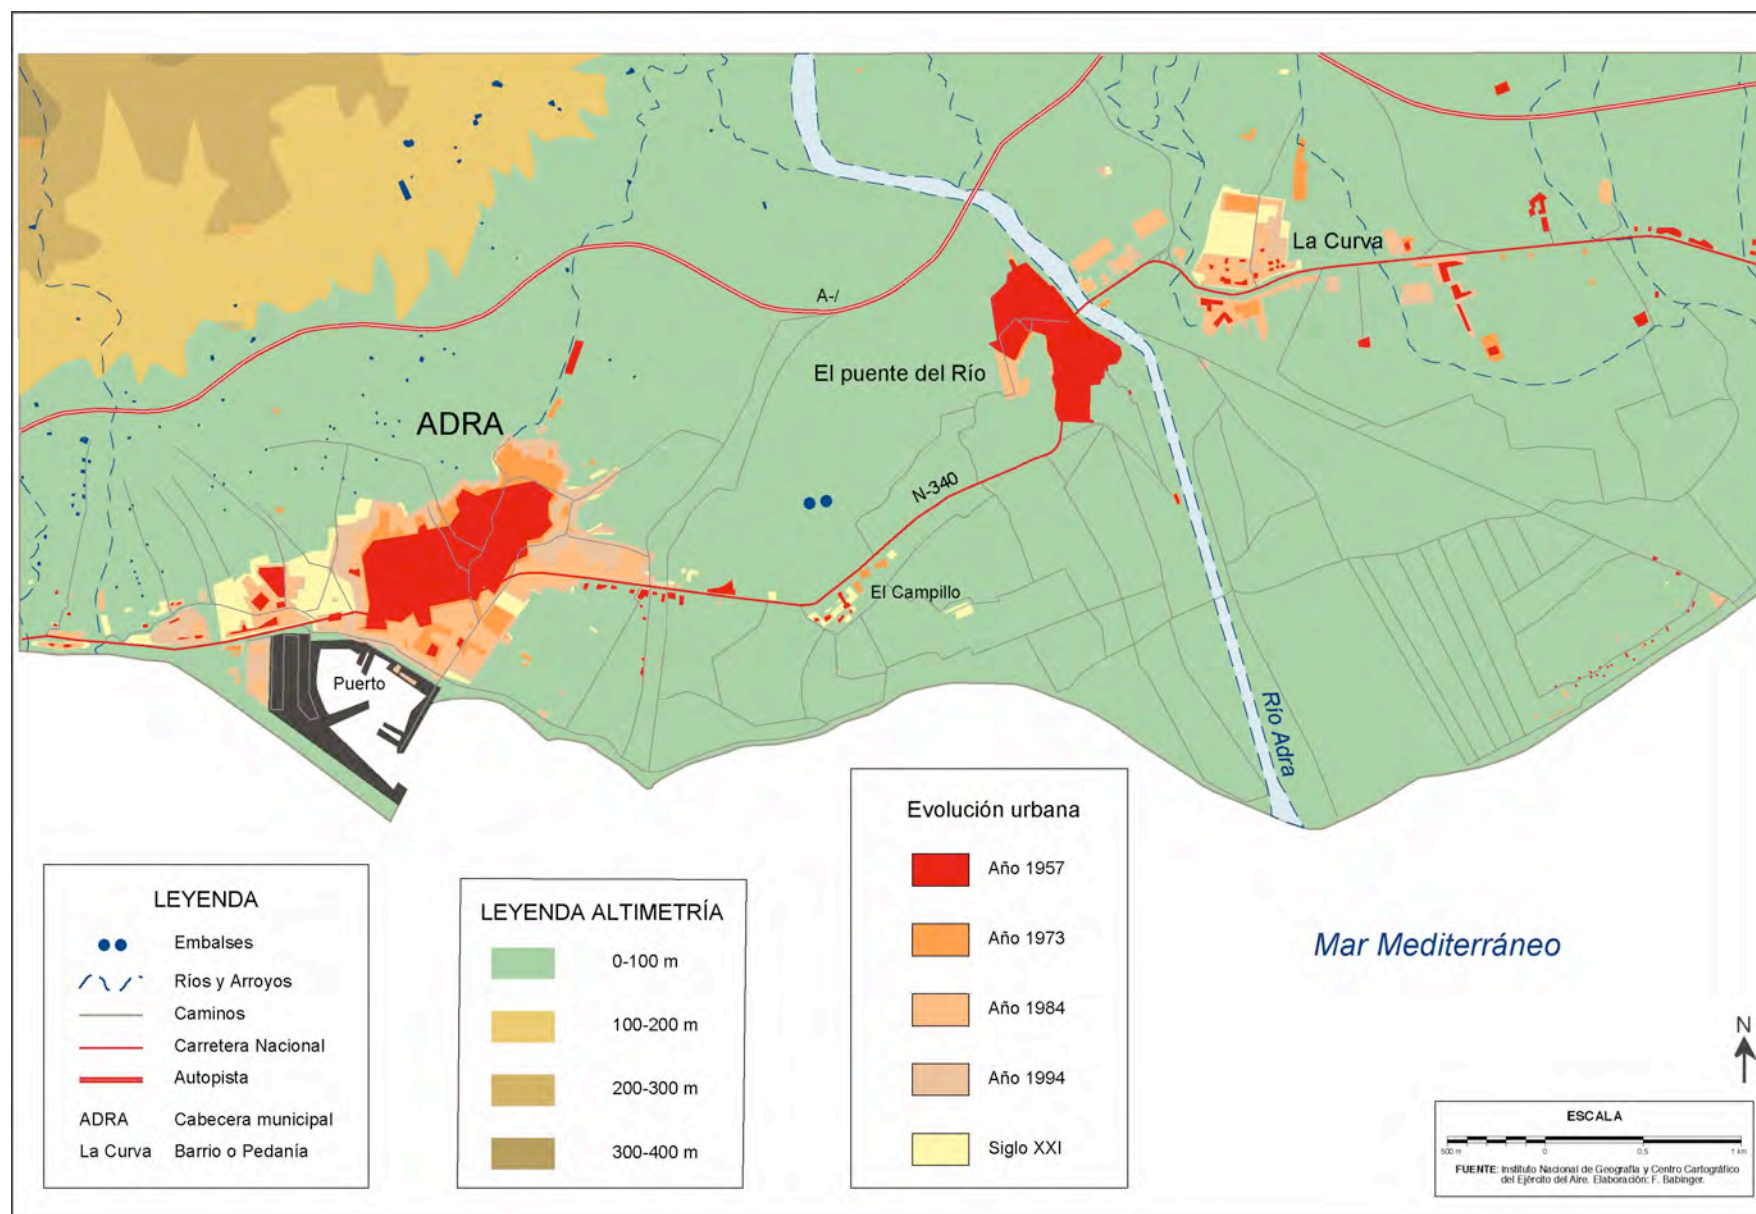 La Curva
A-/
El puente del Río
ADRA
N-340
El Campillo
Puerto
Río Adra
Mar Mediterráneo
LEYENDA
Embalses
Ríos y Arroyos
Caminos
Carretera Nacional
Autopista
ADRA Cabecera municipal
La Curva Barrio o Pedanía
LEYENDA ALTIMETRÍA
0-100 m
100-200 m
200-300 m
300-400 m
Evolución urbana
Año 1957
Año 1973
Año 1984
Año 1994
Siglo XXI
N
ESCALA
500 m 0 0,5 1 km
FUENTE: Instituto Nacional de Geografía y Centro Cartográfico
del Ejército del Aire. Elaboración: F. Babinger.